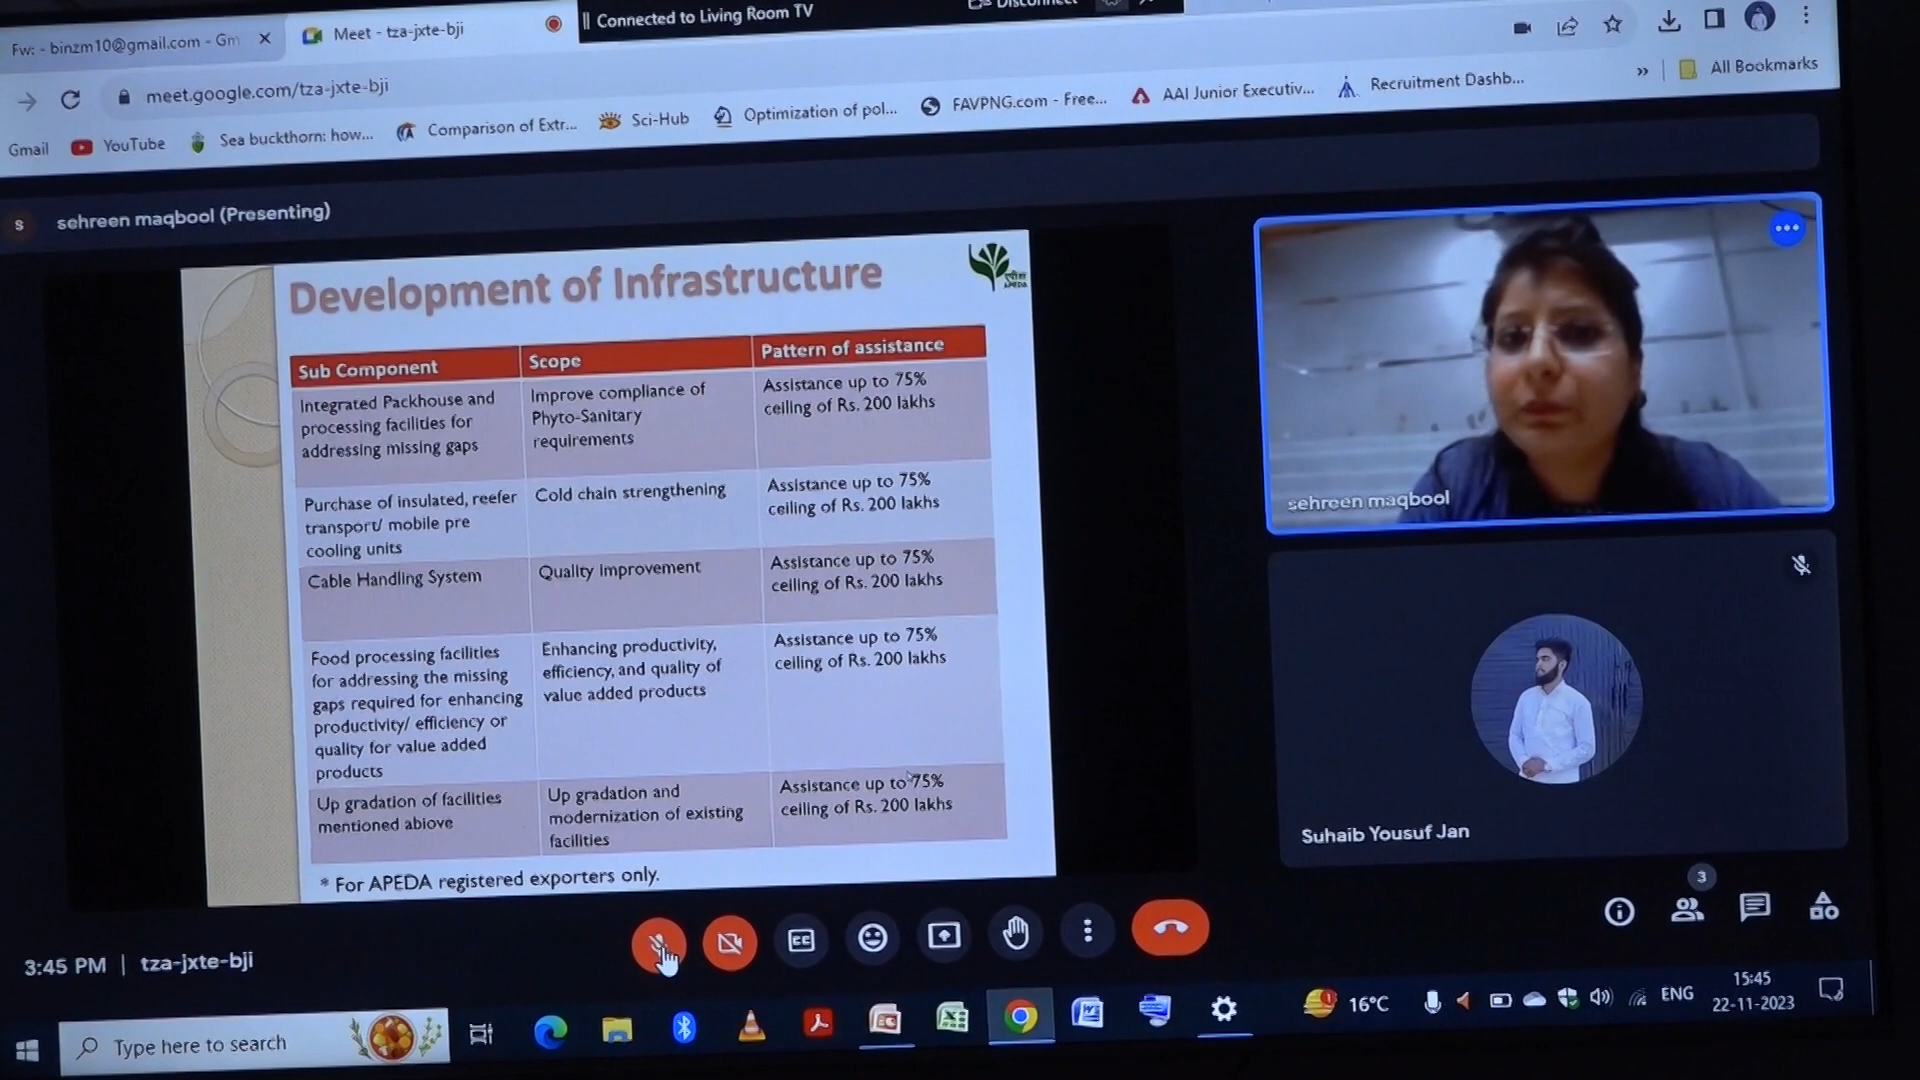 Fw: - binzm10@gmail.com - Gm
Meet - tza-jxte-bji
Connected to Living Room TV
meet.google.com/tza-jxte-bji
Gmail
YouTube
Sea buckthorn: how...
Comparison of Extr...
Sci-Hub
Optimization of pol...
FAVPNG.com - Free...
AAI Junior Executiv...
Recruitment Dashb...
»
All Bookmarks
s
sehreen maqbool (Presenting)
Development of Infrastructure
एपीडा
APEDA
Sub Component
Scope
Pattern of assistance
Integrated Packhouse and
processing facilities for
addressing missing gaps
Improve compliance of
Phyto-Sanitary
requirements
Assistance up to 75%
ceiling of Rs. 200 lakhs
Purchase of insulated, reefer
transport/ mobile pre
cooling units
Cold chain strengthening
Assistance up to 75%
ceiling of Rs. 200 lakhs
Cable Handling System
Quality Improvement
Assistance up to 75%
ceiling of Rs. 200 lakhs
Food processing facilities
for addressing the missing
gaps required for enhancing
productivity/ efficiency or
quality for value added
products
Enhancing productivity,
efficiency, and quality of
value added products
Assistance up to 75%
ceiling of Rs. 200 lakhs
Up gradation of facilities
mentioned abiove
Up gradation and
modernization of existing
facilities
Assistance up to 75%
ceiling of Rs. 200 lakhs
* For APEDA registered exporters only.
sehreen maqbool
Suhaib Yousuf Jan
3
3:45 PM | tza-jxte-bji
CC
Type here to search
16°C
ENG
15:45
22-11-2023